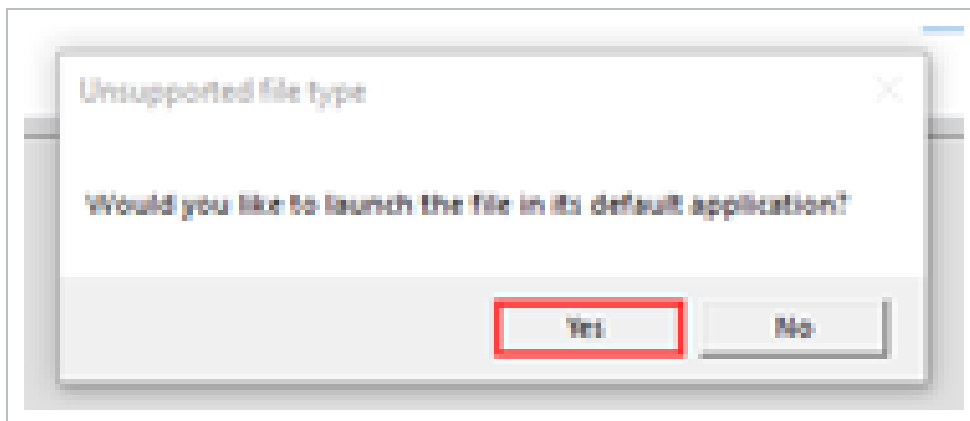 Unsupported file type
Would you like to launch the file in its default application?
Yes
No